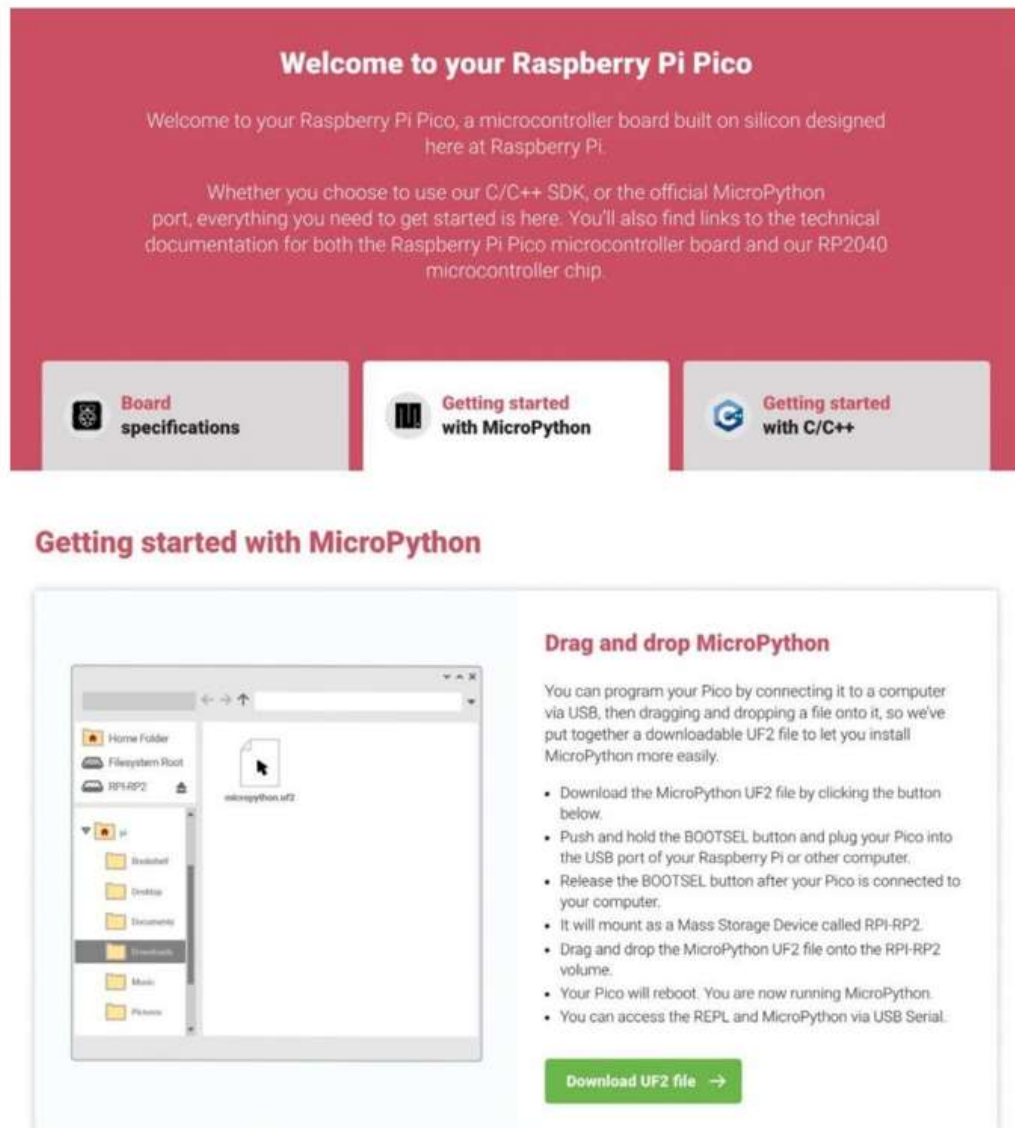 Welcome to your Raspberry Pi Pico
Welcome to your Raspberry Pi Pico, a microcontroller board built on silicon designed
here at Raspberry Pi.
Whether you choose to use our C/C++ SDK, or the official MicroPython
port, everything you need to get started is here. You'll also find links to the technical
documentation for both the Raspberry Pi Pico microcontroller board and our RP2040
microcontroller chip.
Board
specifications
Getting started
with MicroPython
Getting started
with C/C++
Getting started with MicroPython
Home Folder
Filesystem Root
RPI-RP2
micropython.uf2
pi
Bookshelf
Desktop
Documents
Downloads
Music
Pictures
Drag and drop MicroPython
You can program your Pico by connecting it to a computer
via USB, then dragging and dropping a file onto it, so we've
put together a downloadable UF2 file to let you install
MicroPython more easily.
• Download the MicroPython UF2 file by clicking the button
below.
• Push and hold the BOOTSEL button and plug your Pico into
the USB port of your Raspberry Pi or other computer.
• Release the BOOTSEL button after your Pico is connected to
your computer.
• It will mount as a Mass Storage Device called RPI-RP2.
• Drag and drop the MicroPython UF2 file onto the RPI-RP2
volume.
• Your Pico will reboot. You are now running MicroPython.
• You can access the REPL and MicroPython via USB Serial.
Download UF2 file →